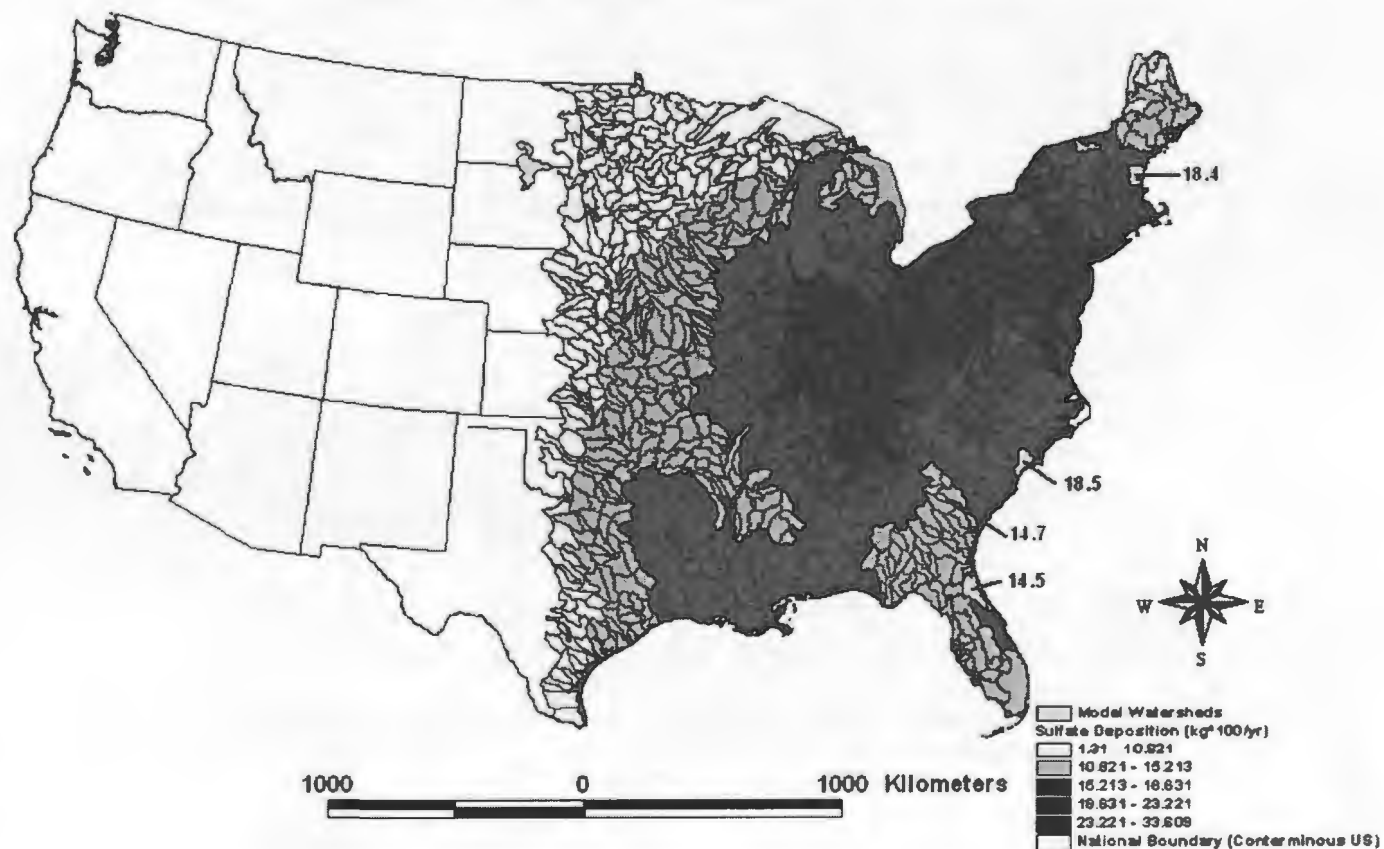 18.4
18.5
14.7
14.5
N
W E
S
1000 0 1000 Kilometers
Model Watersheds
Sulfate Deposition (kg*100/yr)
1.31 - 10.821
10.821 - 15.213
15.213 - 18.631
18.631 - 23.221
23.221 - 33.609
National Boundary (Conterminous US)